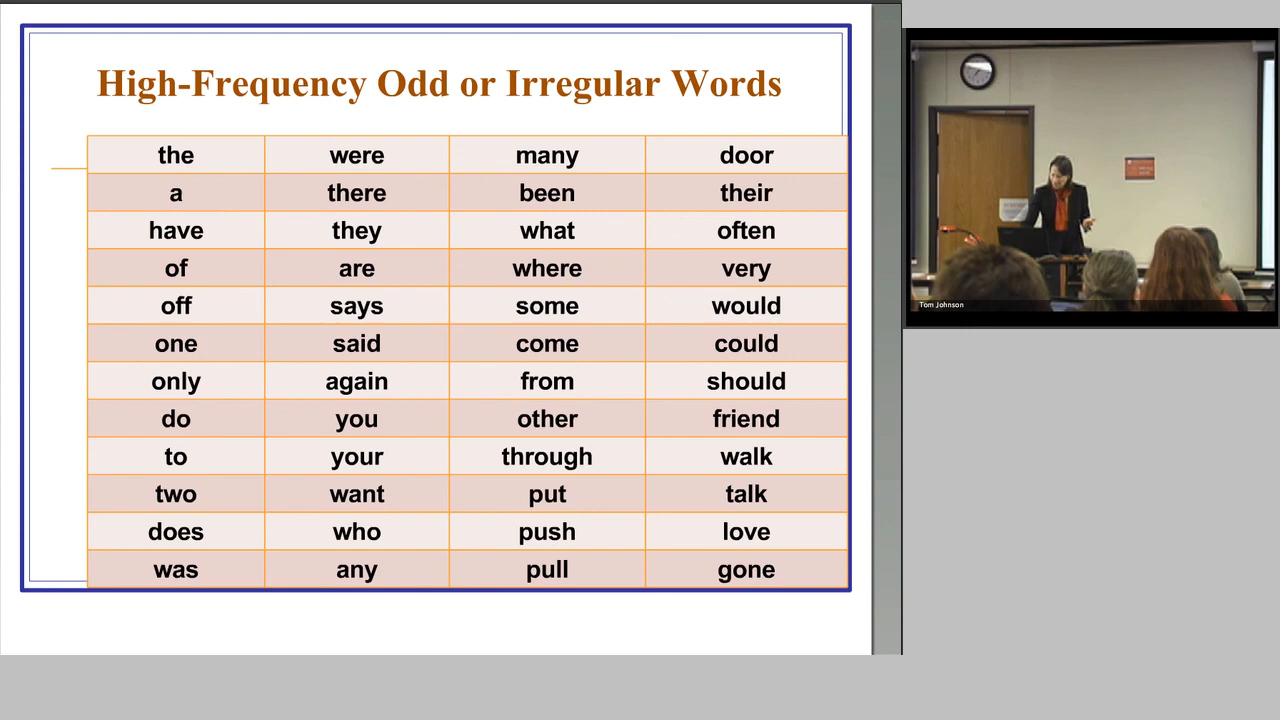 High-Frequency Odd or Irregular Words
the were many door
a there been their
have they what often
of are where very
off says some would
one said come could
only again from should
do you other friend
to your through walk
two want put talk
does who push love
was any pull gone
Tom Johnson